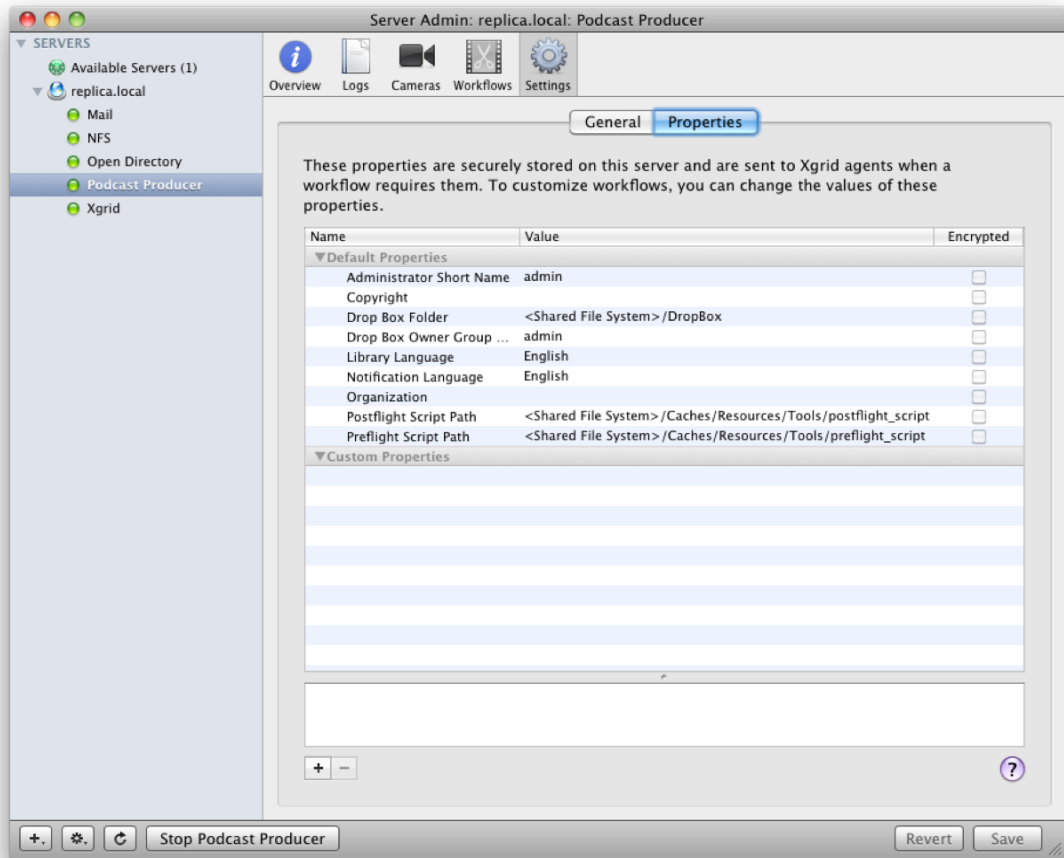 Server Admin: replica.local: Podcast Producer
SERVERS
Available Servers (1)
replica.local
Mail
NFS
Open Directory
Podcast Producer
Xgrid
Overview Logs Cameras Workflows Settings
General Properties
These properties are securely stored on this server and are sent to Xgrid agents when a
workflow requires them. To customize workflows, you can change the values of these
properties.
Name Value Encrypted
Default Properties
Administrator Short Name admin
Copyright
Drop Box Folder <Shared File System>/DropBox
Drop Box Owner Group ... admin
Library Language English
Notification Language English
Organization
Postflight Script Path <Shared File System>/Caches/Resources/Tools/postflight_script
Preflight Script Path <Shared File System>/Caches/Resources/Tools/preflight_script
Custom Properties
+ − ?
Stop Podcast Producer Revert Save